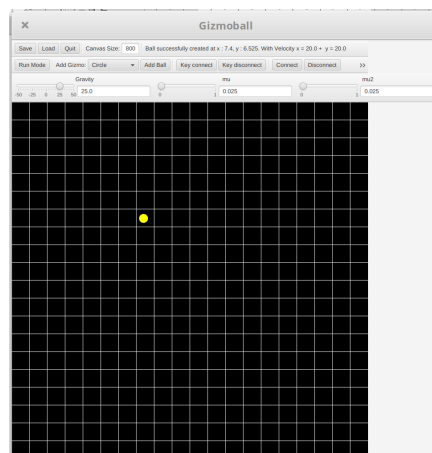 Gizmoball
Save Load Quit Canvas Size: 800 Ball successfully created at x : 7.4, y : 6.525. With Velocity x = 20.0 + y = 20.0
Run Mode Add Gizmo: Circle Add Ball Key connect Key disconnect Connect Disconnect >>
Gravity mu mu2
25.0 0.025 0.025
-50 -25 0 25 50 0 1 0 1